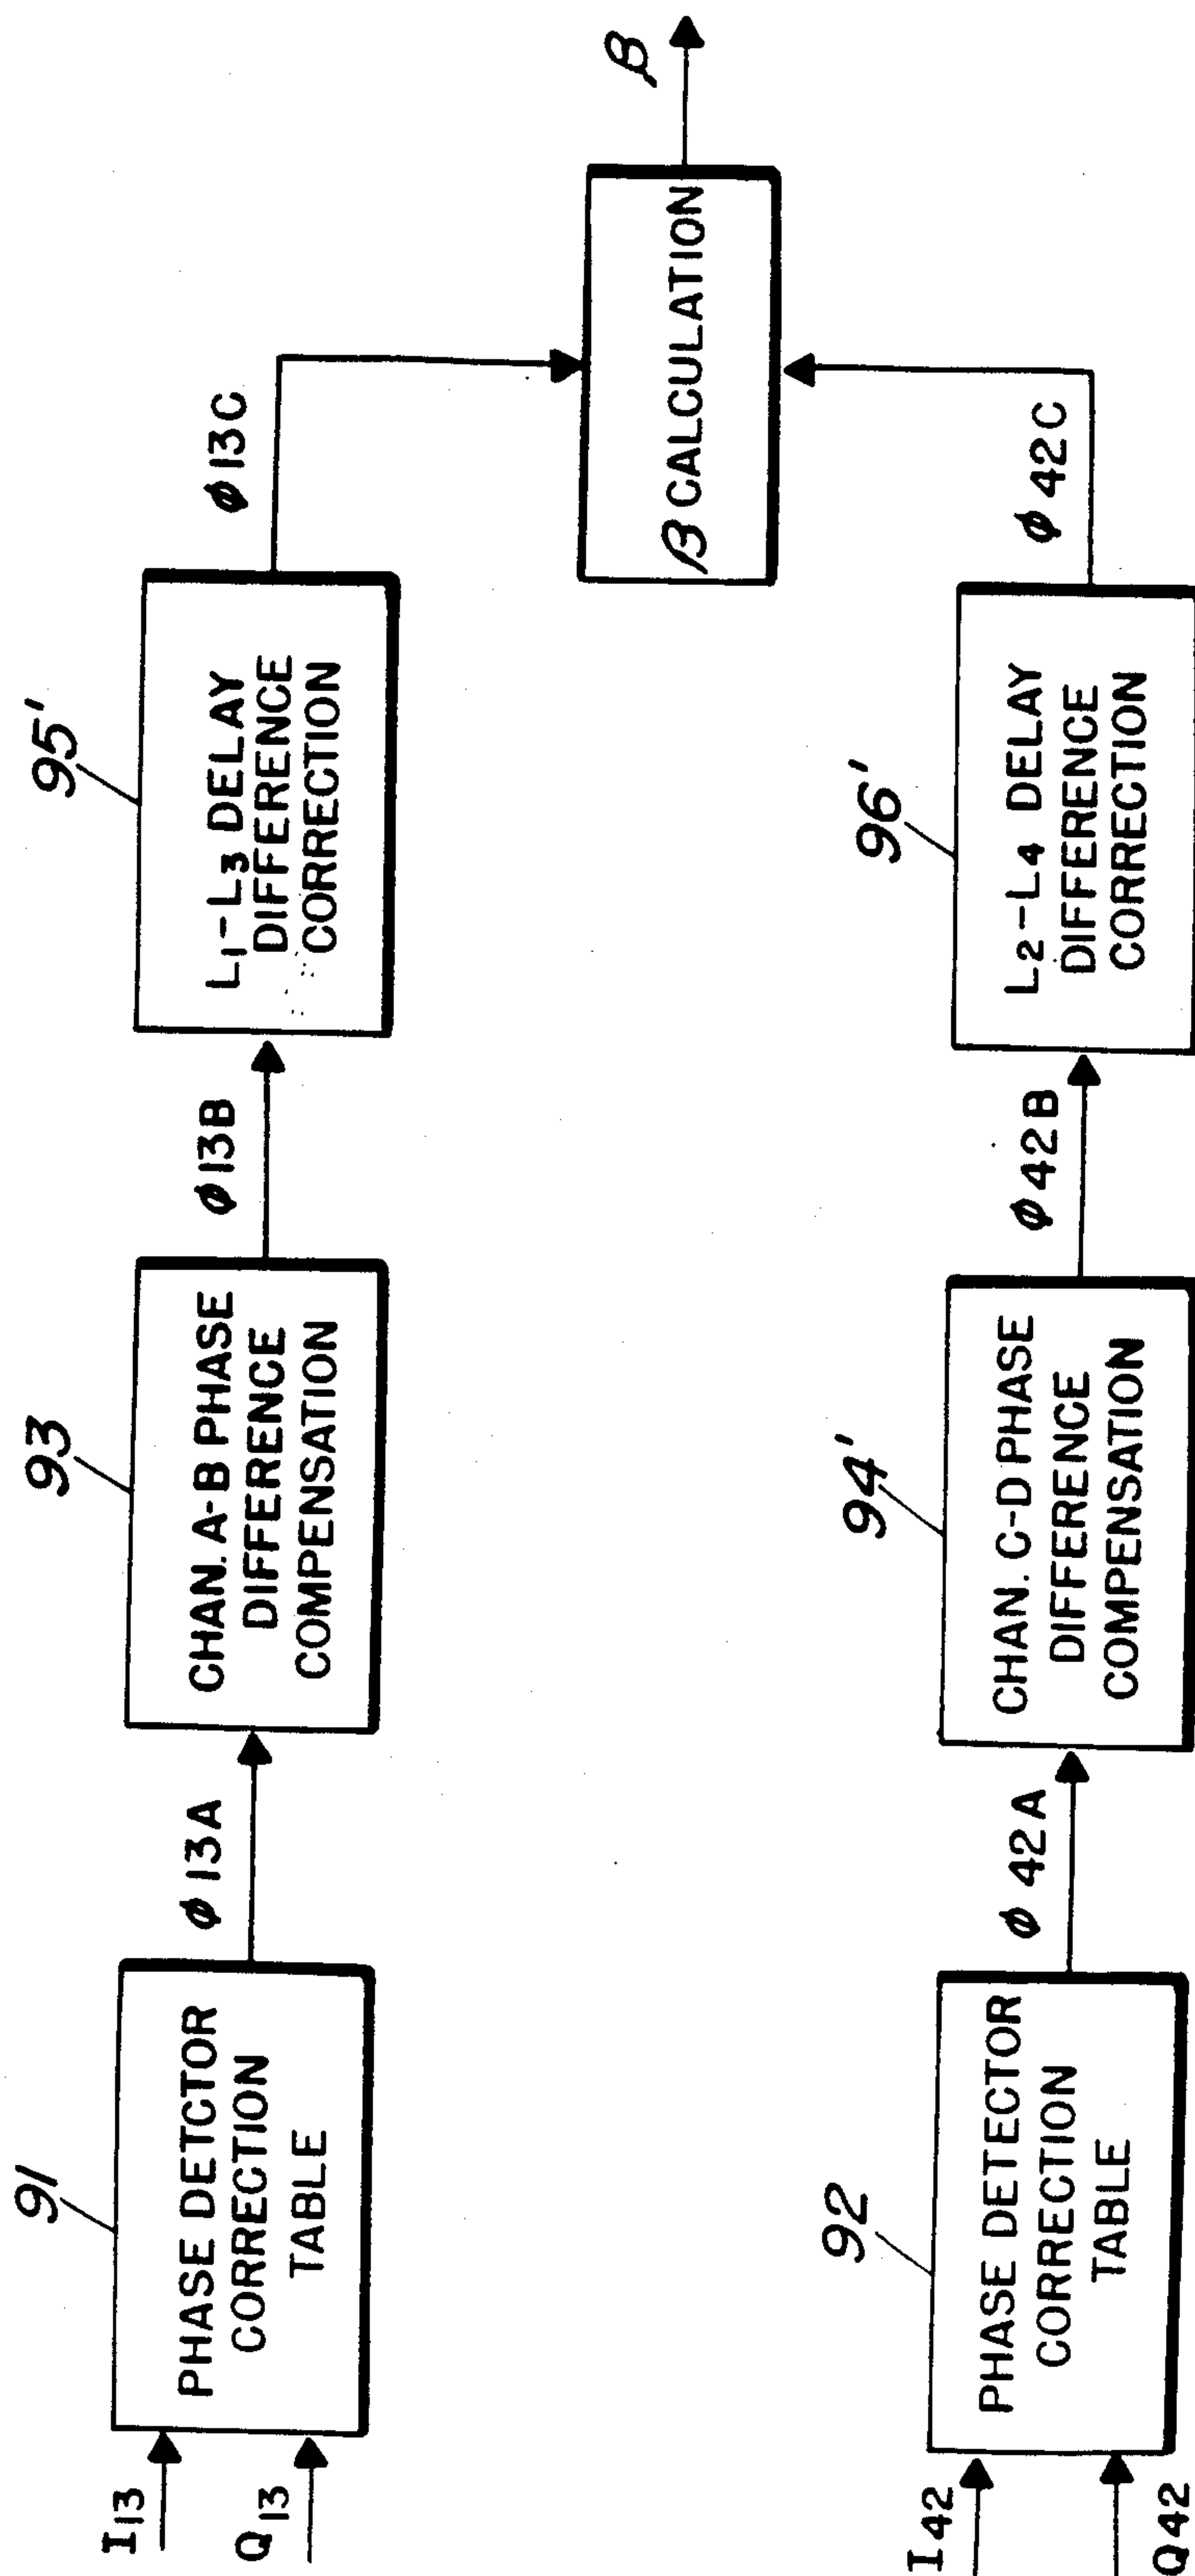 91
I13
Q13
PHASE DETCTOR
CORRECTION
TABLE
φ 13A
93
CHAN. A-B PHASE
DIFFERENCE
COMPENSATION
φ 13B
95'
L1-L3 DELAY
DIFFERENCE
CORRECTION
φ 13C
β CALCULATION
β
92
I42
Q42
PHASE DETECTOR
CORRECTION
TABLE
φ 42A
94'
CHAN. C-D PHASE
DIFFERENCE
COMPENSATION
φ 42B
96'
L2-L4 DELAY
DIFFERENCE
CORRECTION
φ 42C